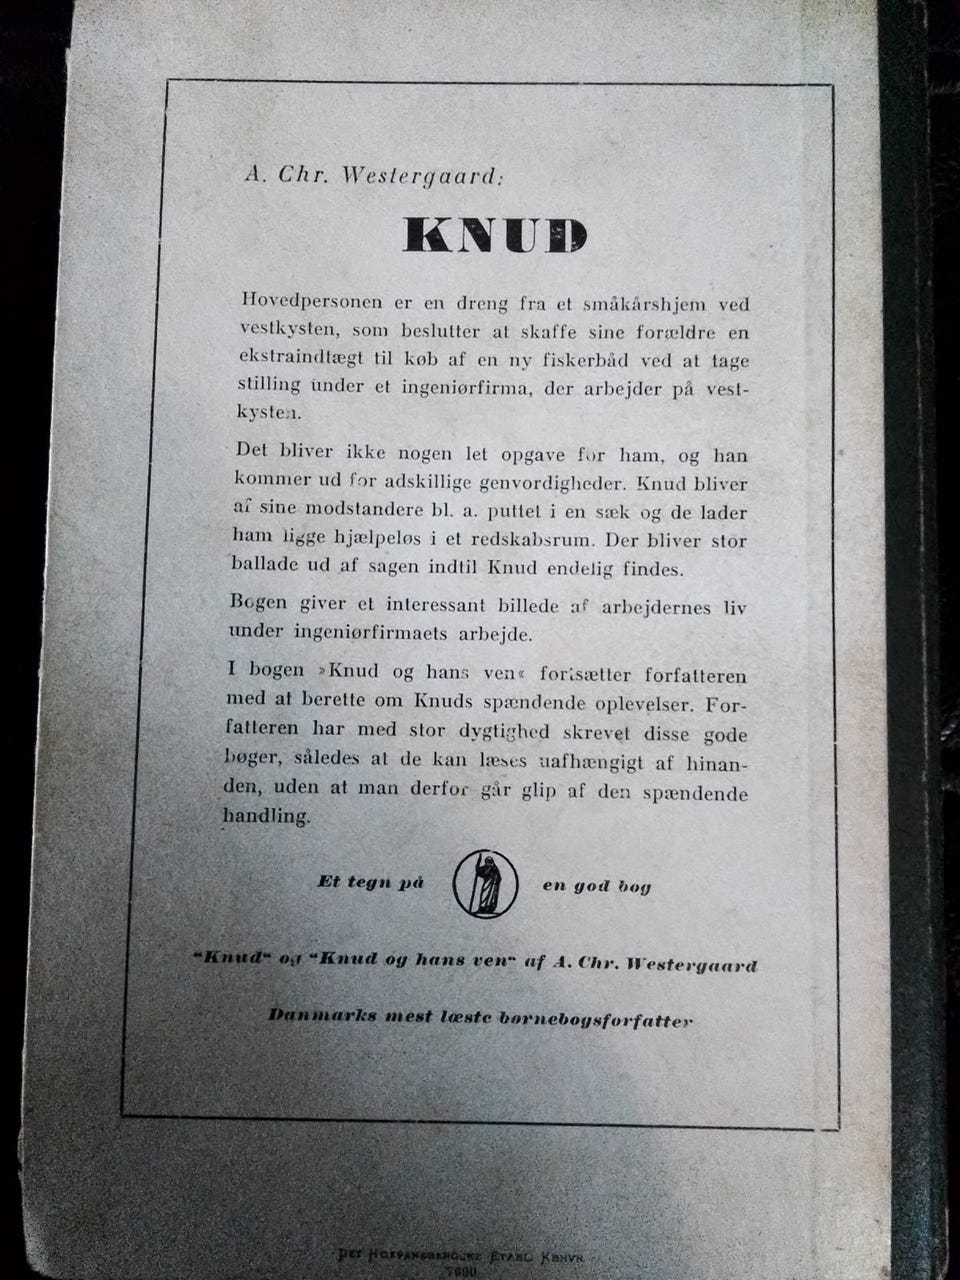 A. Chr. Westergaard:
KNUD
Hovedpersonen er en dreng fra et småkårshjem ved
vestkysten, som beslutter at skaffe sine forældre en
ekstraindtægt til køb af en ny fiskerbåd ved at tage
stilling under et ingeniørfirma, der arbejder på vest-
kysten.
Det bliver ikke nogen let opgave for ham, og han
kommer ud for adskillige genvordigheder. Knud bliver
af sine modstandere bl. a. puttet i en sæk og de lader
ham ligge hjælpeløs i et redskabsrum. Der bliver stor
ballade ud af sagen indtil Knud endelig findes.
Bogen giver et interessant billede af arbejdernes liv
under ingeniørfirmaets arbejde.
I bogen »Knud og hans ven« fortsætter forfatteren
med at berette om Knuds spændende oplevelser. For-
fatteren har med stor dygtighed skrevet disse gode
bøger, således at de kan læses uafhængigt af hinan-
den, uden at man derfor går glip af den spændende
handling.
Et tegn på en god bog
"Knud" og "Knud og hans ven" af A. Chr. Westergaard
Danmarks mest læste børnebogsforfatter
DET HOFFENSBERGSKE ETABL. KBHVN.
7690